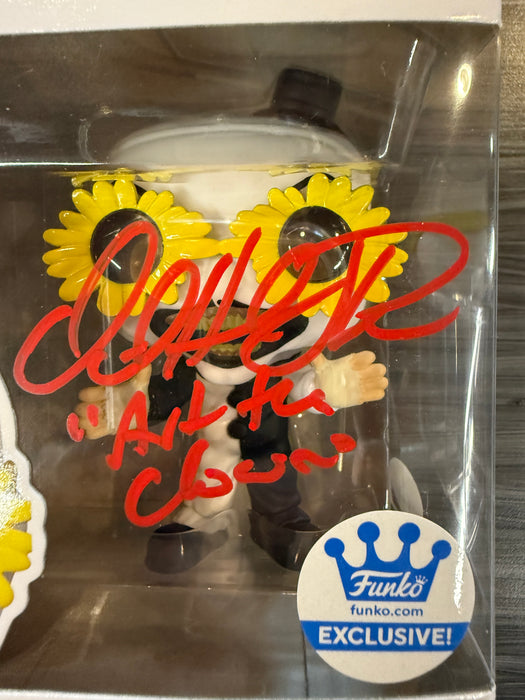 "Art the
Clown"
Funko
funko.com
EXCLUSIVE!